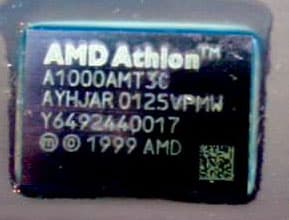 AMD Athlon™
A1000AMT3C
AYHJAR 0125VPMW
Y6492440017
ⓜ © 1999 AMD